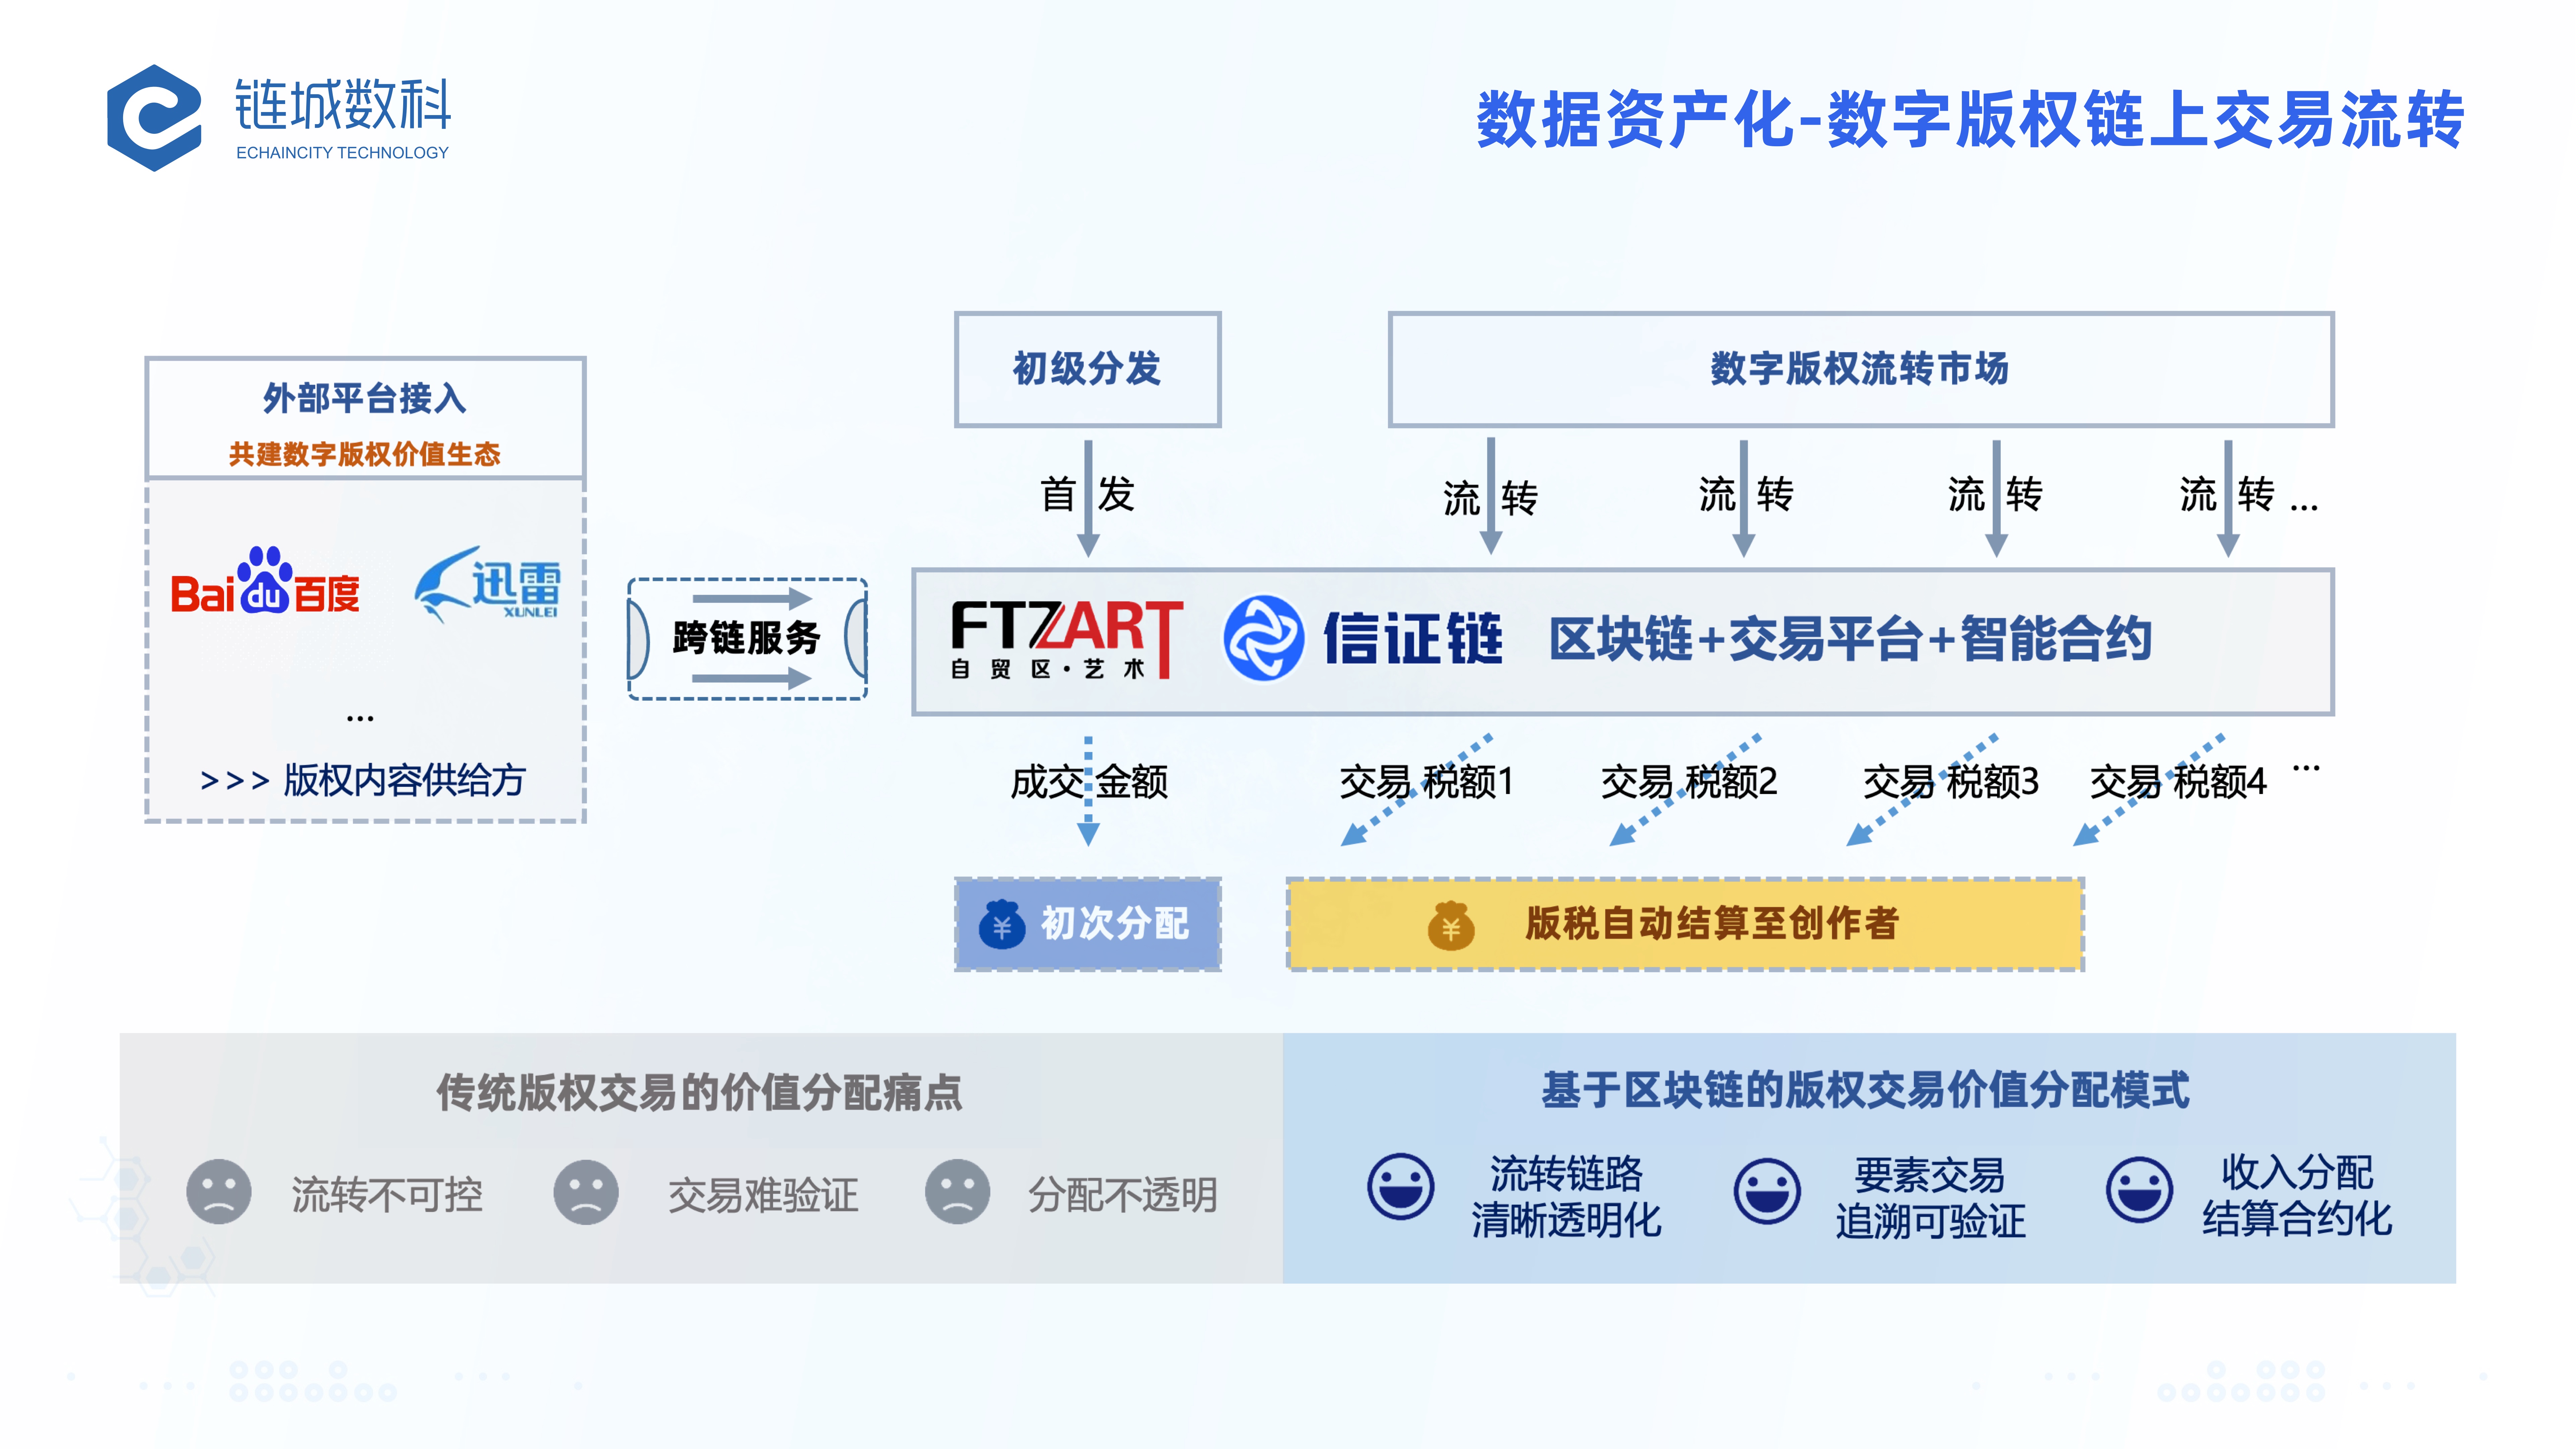 链城数科
ECHAINCITY TECHNOLOGY
数据资产化-数字版权链上交易流转
外部平台接入
共建数字版权价值生态
Bai du 百度
迅雷
XUNLEI
...
>>> 版权内容供给方
跨链服务
初级分发
数字版权流转市场
首发
流转
流转
流转
流转 ...
FTZART
自贸区·艺术
信证链
区块链+交易平台+智能合约
成交金额
交易税额1
交易税额2
交易税额3
交易税额4
...
¥ 初次分配
¥ 版税自动结算至创作者
传统版权交易的价值分配痛点
流转不可控
交易难验证
分配不透明
基于区块链的版权交易价值分配模式
流转链路
清晰透明化
要素交易
追溯可验证
收入分配
结算合约化